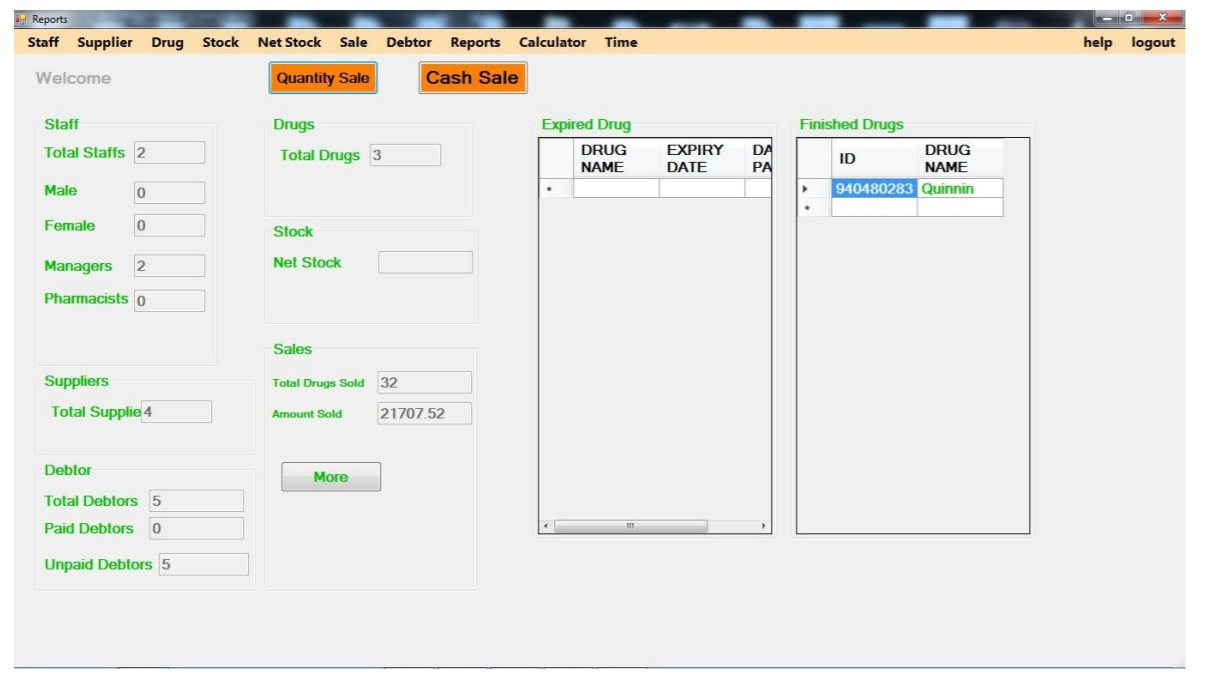 Reports
Staff Supplier Drug Stock Net Stock Sale Debtor Reports Calculator Time help logout
Welcome
Quantity Sale
Cash Sale
Staff
Total Staffs 2
Male 0
Female 0
Managers 2
Pharmacists 0
Suppliers
Total Supplie 4
Debtor
Total Debtors 5
Paid Debtors 0
Unpaid Debtors 5
Drugs
Total Drugs 3
Stock
Net Stock
Sales
Total Drugs Sold 32
Amount Sold 21707.52
More
Expired Drug
DRUG NAME EXPIRY DATE DA PA
Finished Drugs
ID DRUG NAME
940480283 Quinnin